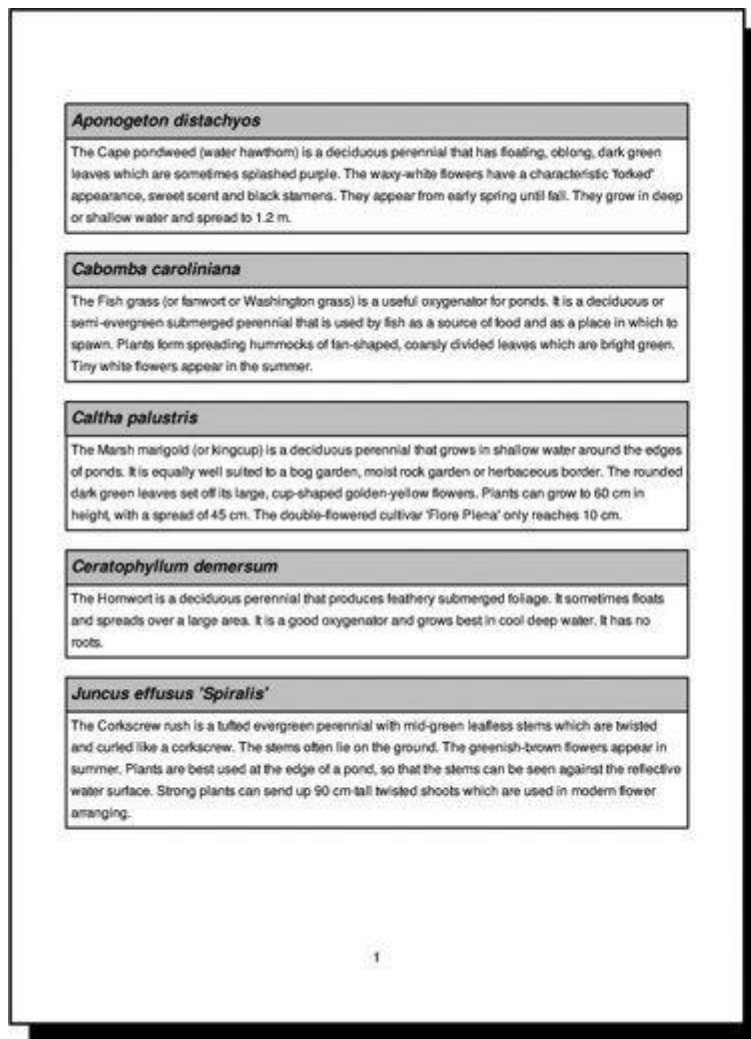 Aponogeton distachyos
The Cape pondweed (water hawthorn) is a deciduous perennial that has floating, oblong, dark green
leaves which are sometimes splashed purple. The waxy-white flowers have a characteristic 'forked'
appearance, sweet scent and black stamens. They appear from early spring until fall. They grow in deep
or shallow water and spread to 1.2 m.
Cabomba caroliniana
The Fish grass (or fanwort or Washington grass) is a useful oxygenator for ponds. It is a deciduous or
semi-evergreen submerged perennial that is used by fish as a source of food and as a place in which to
spawn. Plants form spreading hummocks of fan-shaped, coarsly divided leaves which are bright green.
Tiny white flowers appear in the summer.
Caltha palustris
The Marsh marigold (or kingcup) is a deciduous perennial that grows in shallow water around the edges
of ponds. It is equally well suited to a bog garden, moist rock garden or herbaceous border. The rounded
dark green leaves set off its large, cup-shaped golden-yellow flowers. Plants can grow to 60 cm in
height, with a spread of 45 cm. The double-flowered cultivar 'Flore Plena' only reaches 10 cm.
Ceratophyllum demersum
The Hornwort is a deciduous perennial that produces feathery submerged foliage. It sometimes floats
and spreads over a large area. It is a good oxygenator and grows best in cool deep water. It has no
roots.
Juncus effusus 'Spiralis'
The Corkscrew rush is a tufted evergreen perennial with mid-green leafless stems which are twisted
and curled like a corkscrew. The stems often lie on the ground. The greenish-brown flowers appear in
summer. Plants are best used at the edge of a pond, so that the stems can be seen against the reflective
water surface. Strong plants can send up 90 cm-tall twisted shoots which are used in modern flower
arranging.
1